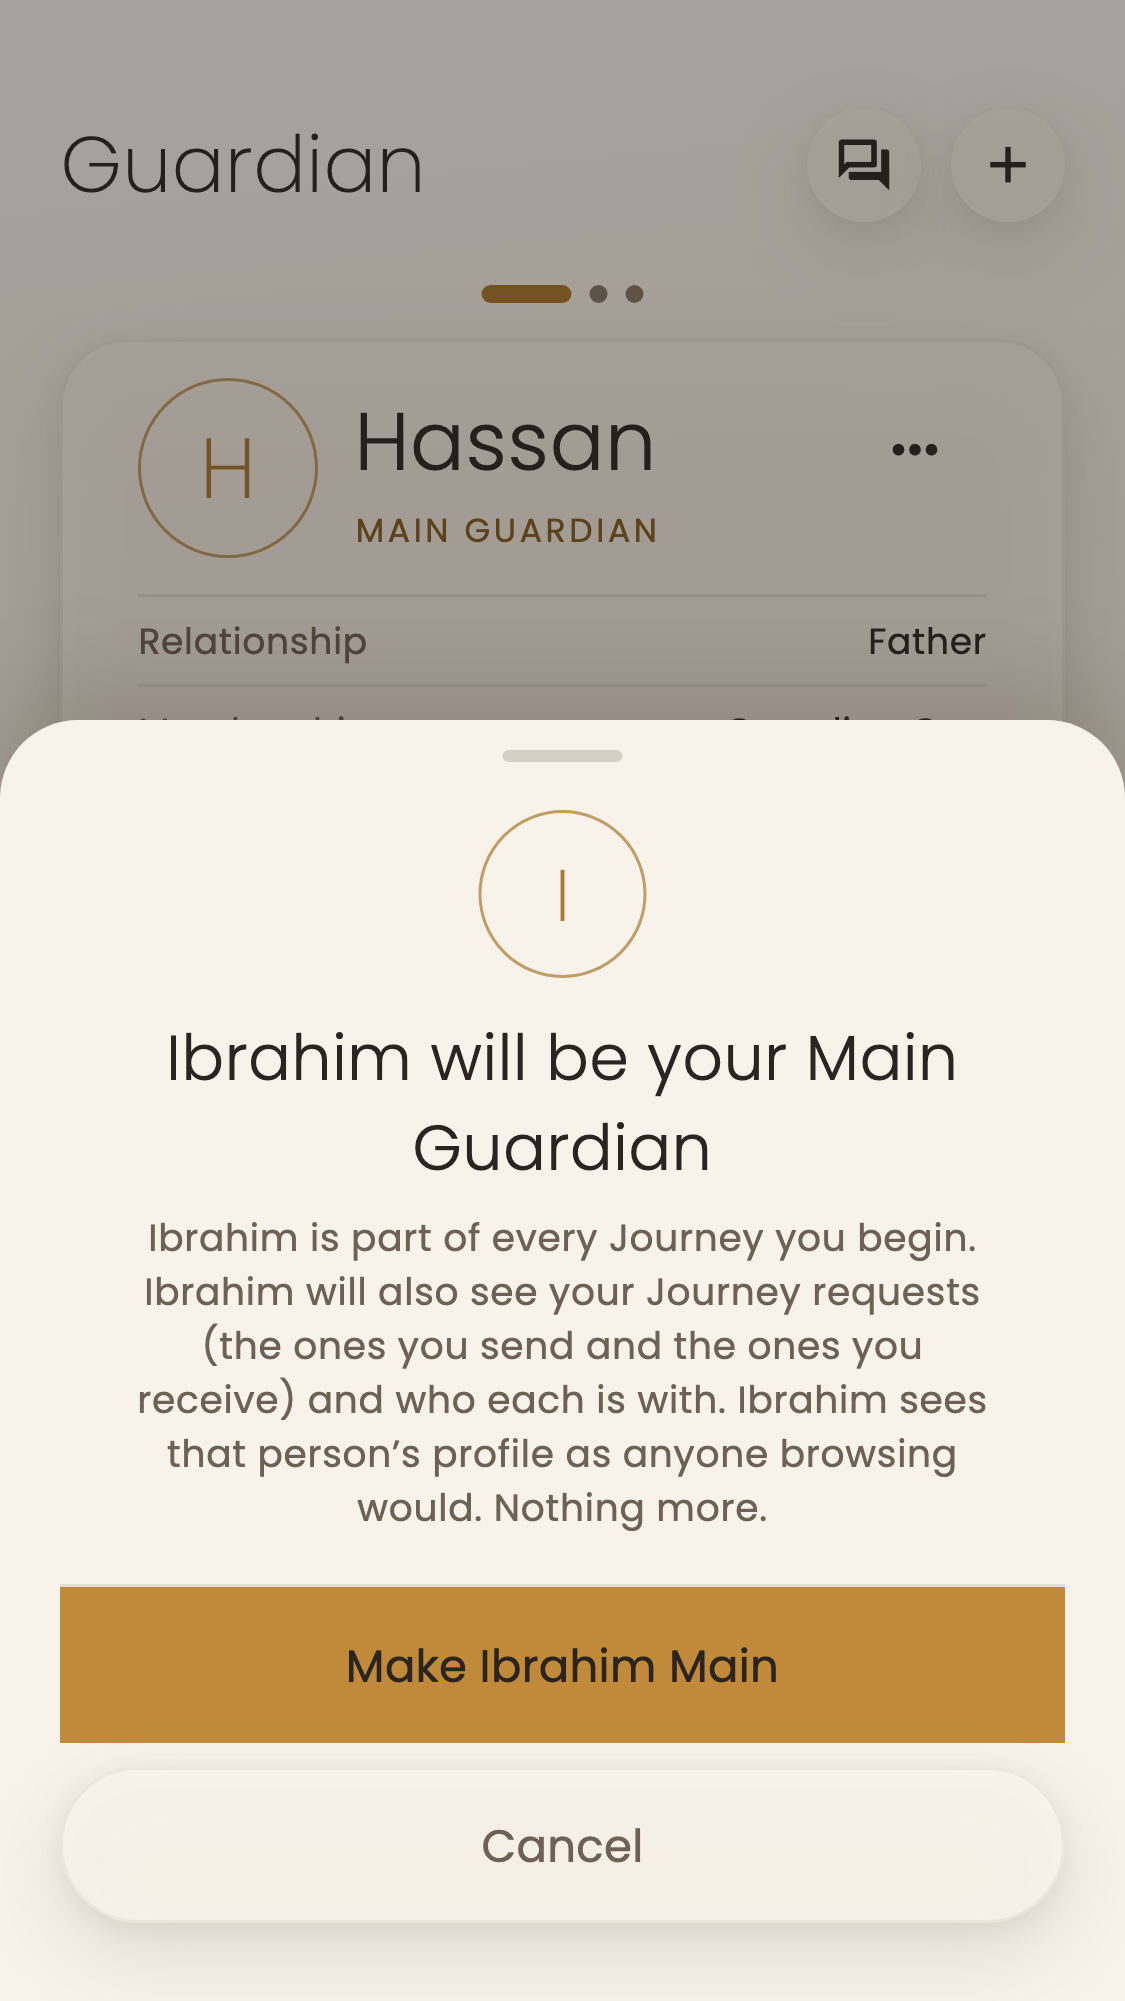 Guardian
H
Hassan
MAIN GUARDIAN
Relationship Father
I
Ibrahim will be your Main
Guardian
Ibrahim is part of every Journey you begin.
Ibrahim will also see your Journey requests
(the ones you send and the ones you
receive) and who each is with. Ibrahim sees
that person’s profile as anyone browsing
would. Nothing more.
Make Ibrahim Main
Cancel